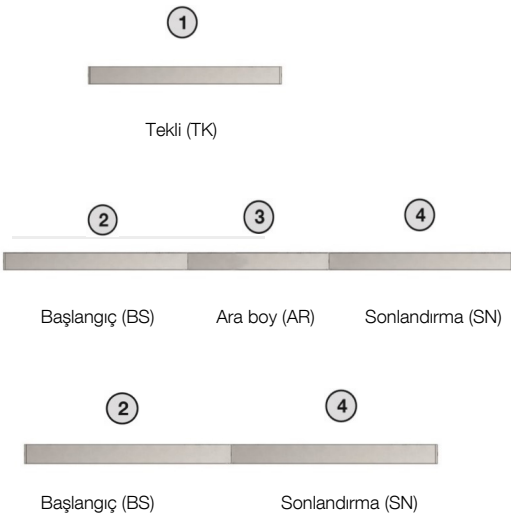 1
Tekli (TK)
2 3 4
Başlangıç (BS) Ara boy (AR) Sonlandırma (SN)
2 4
Başlangıç (BS) Sonlandırma (SN)